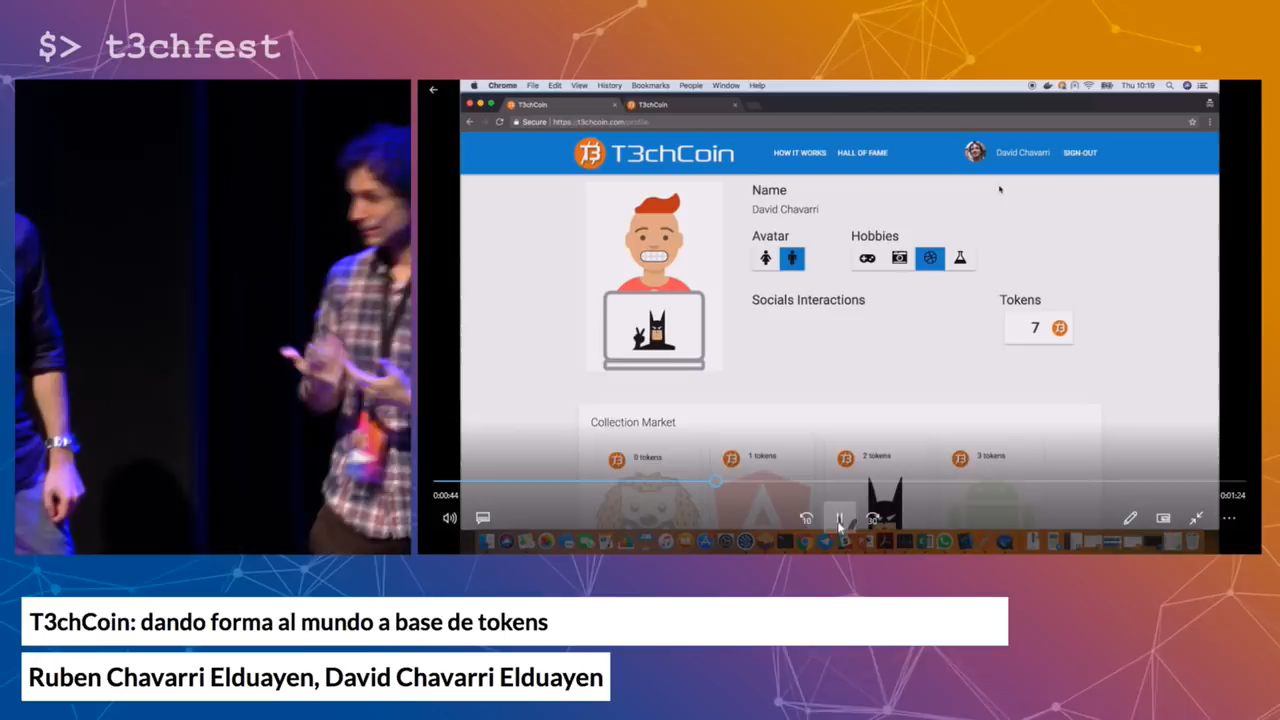 $> t3chfest
Chrome File Edit View History Bookmarks People Window Help
Thu 10:19
T3chCoin
T3chCoin
Secure https://t3chcoin.com/profile
T3chCoin
HOW IT WORKS
HALL OF FAME
David Chavarri
SIGN-OUT
Name
David Chavarri
Avatar
Hobbies
Socials Interactions
Tokens
7
Collection Market
0 tokens
1 tokens
2 tokens
3 tokens
0:00:44
0:01:24
10
30
T3chCoin: dando forma al mundo a base de tokens
Ruben Chavarri Elduayen, David Chavarri Elduayen